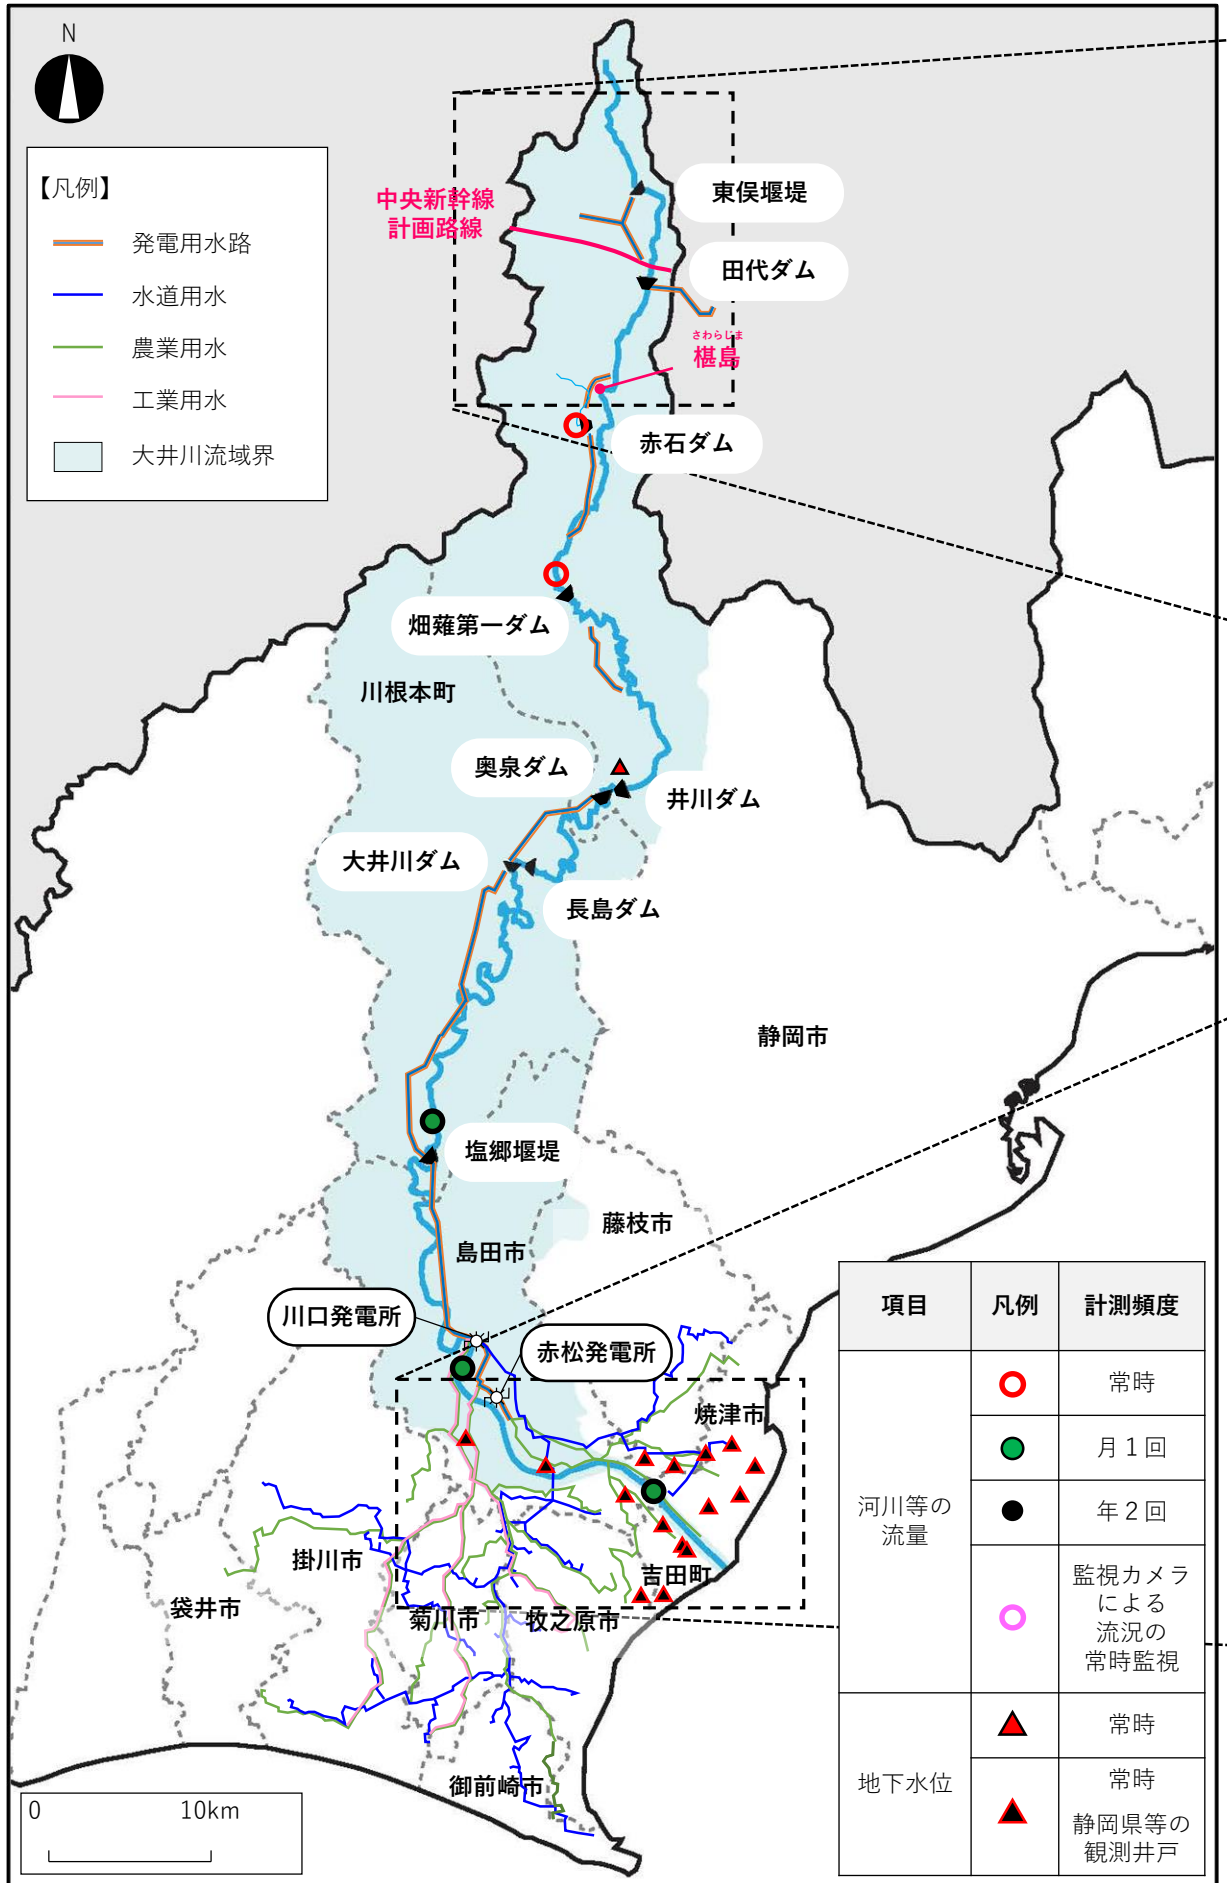 N
【凡例】
発電用水路
水道用水
農業用水
工業用水
大井川流域界
中央新幹線
計画路線
東俣堰堤
田代ダム
さわらじま
椹島
赤石ダム
畑薙第一ダム
川根本町
奥泉ダム
井川ダム
大井川ダム
長島ダム
静岡市
塩郷堰堤
藤枝市
島田市
川口発電所
赤松発電所
焼津市
掛川市
吉田町
袋井市
菊川市
牧之原市
御前崎市
0 10km
項目 凡例 計測頻度
河川等の
流量
常時
月1回
年2回
監視カメラ
による
流況の
常時監視
地下水位
常時
常時
静岡県等の
観測井戸